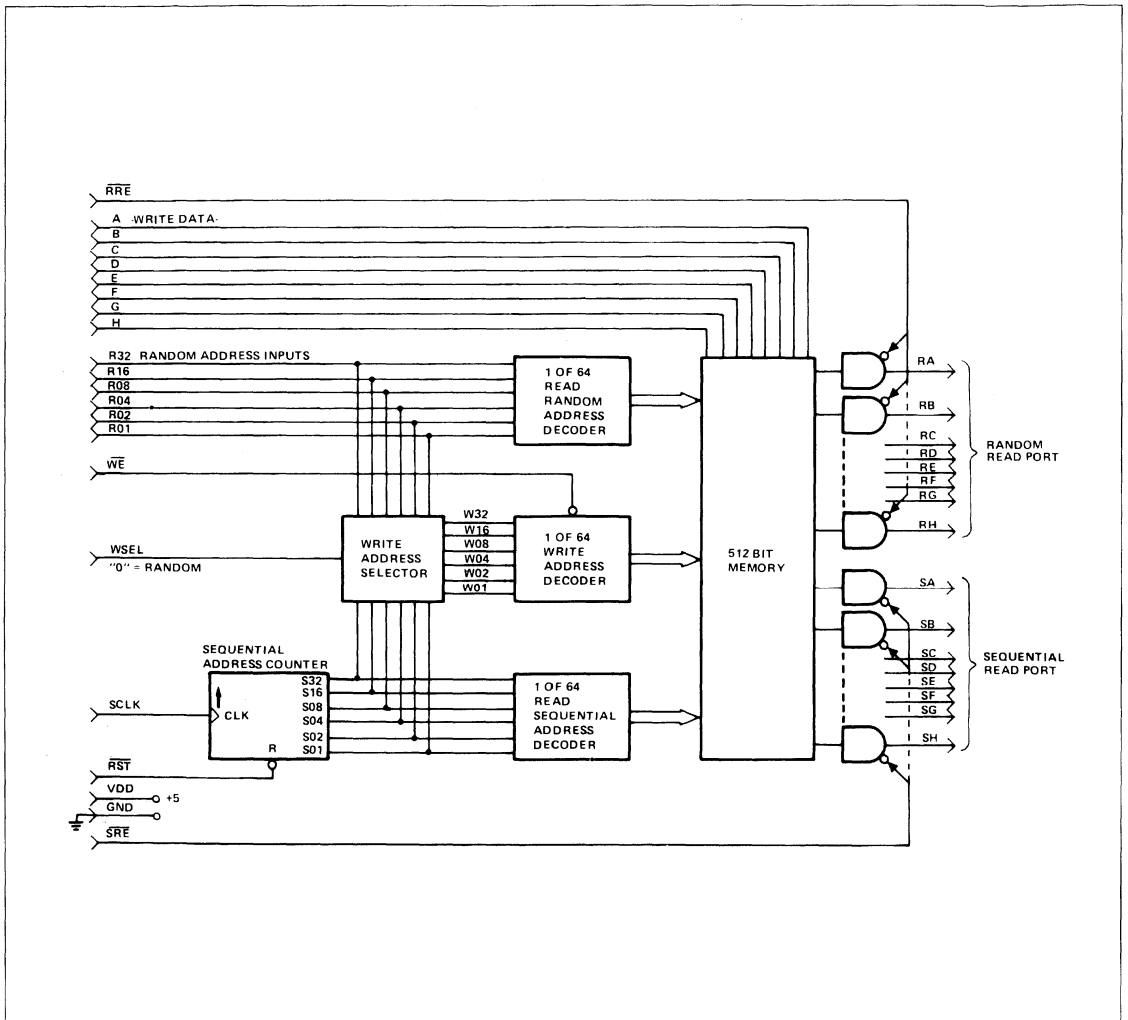 RRE
A WRITE DATA
B
C
D
E
F
G
H
R32 RANDOM ADDRESS INPUTS
R16
R08
R04
R02
R01
WE
WSEL
"0" = RANDOM
SCLK
RST
VDD
+5
GND
SRE
1 OF 64
READ
RANDOM
ADDRESS
DECODER
WRITE
ADDRESS
SELECTOR
W32
W16
W08
W04
W02
W01
1 OF 64
WRITE
ADDRESS
DECODER
SEQUENTIAL
ADDRESS COUNTER
CLK
R
S32
S16
S08
S04
S02
S01
1 OF 64
READ
SEQUENTIAL
ADDRESS
DECODER
512 BIT
MEMORY
RA
RB
RC
RD
RE
RF
RG
RH
RANDOM
READ PORT
SA
SB
SC
SD
SE
SF
SG
SH
SEQUENTIAL
READ PORT